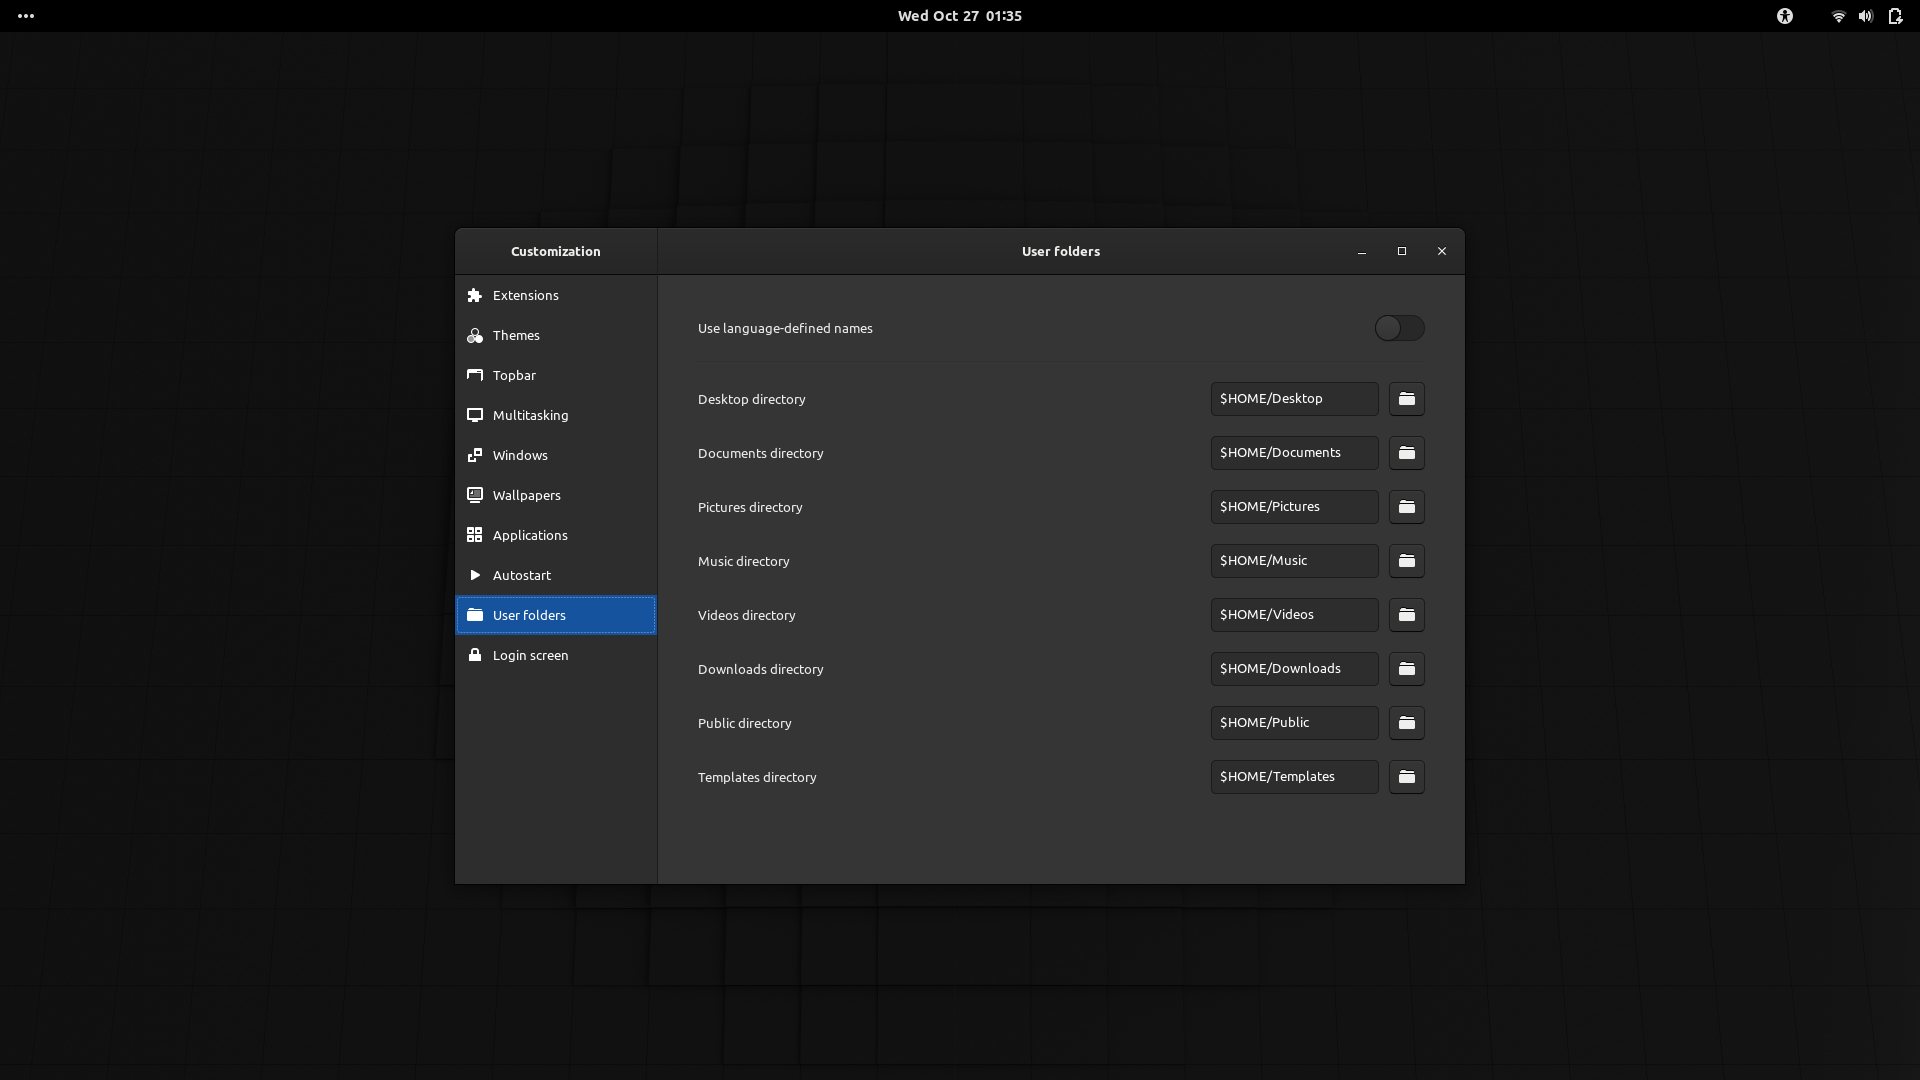 Wed Oct 27 01:35
Customization
User folders
Extensions
Themes
Topbar
Multitasking
Windows
Wallpapers
Applications
Autostart
User folders
Login screen
Use language-defined names
Desktop directory $HOME/Desktop
Documents directory $HOME/Documents
Pictures directory $HOME/Pictures
Music directory $HOME/Music
Videos directory $HOME/Videos
Downloads directory $HOME/Downloads
Public directory $HOME/Public
Templates directory $HOME/Templates